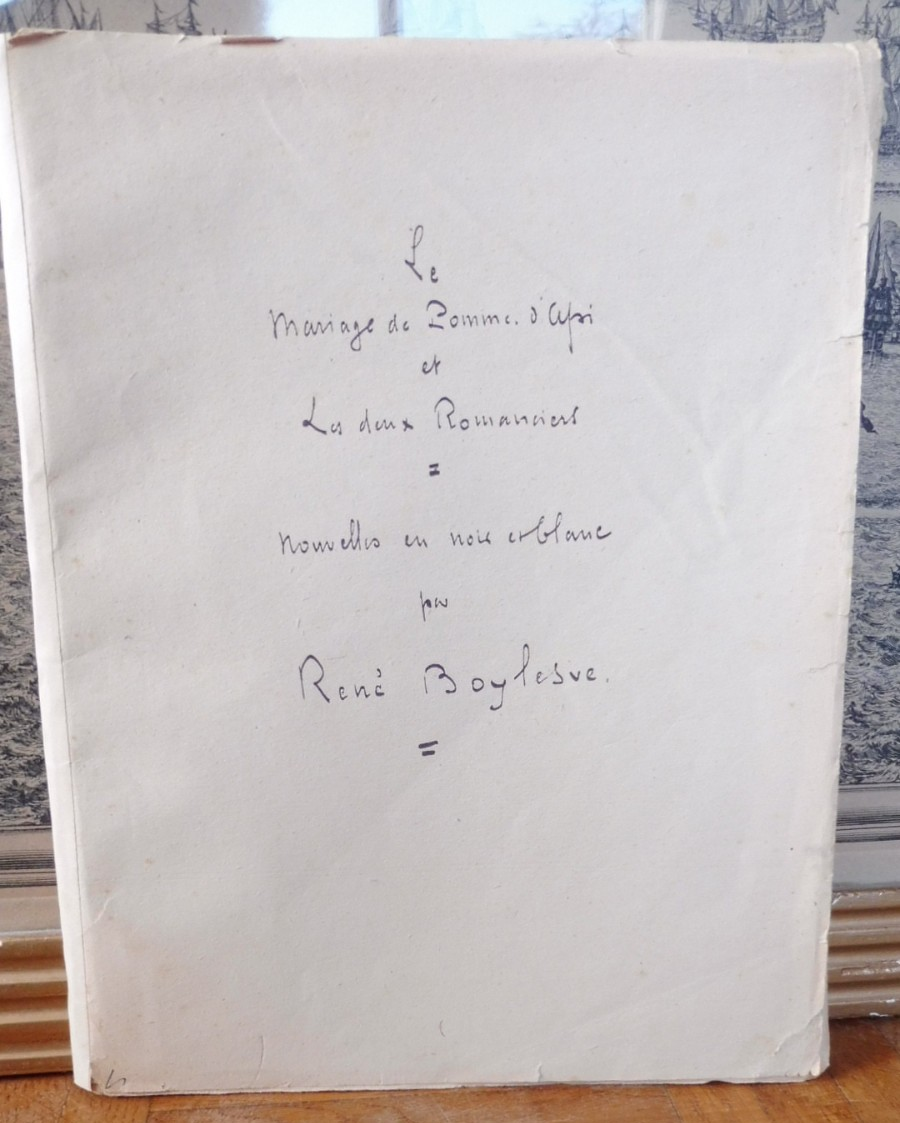 Le
Mariage de Pomme. d'Api
et
Les deux Romanciers
=
Nouvelles en noir et blanc
par
René Boylesve.
=